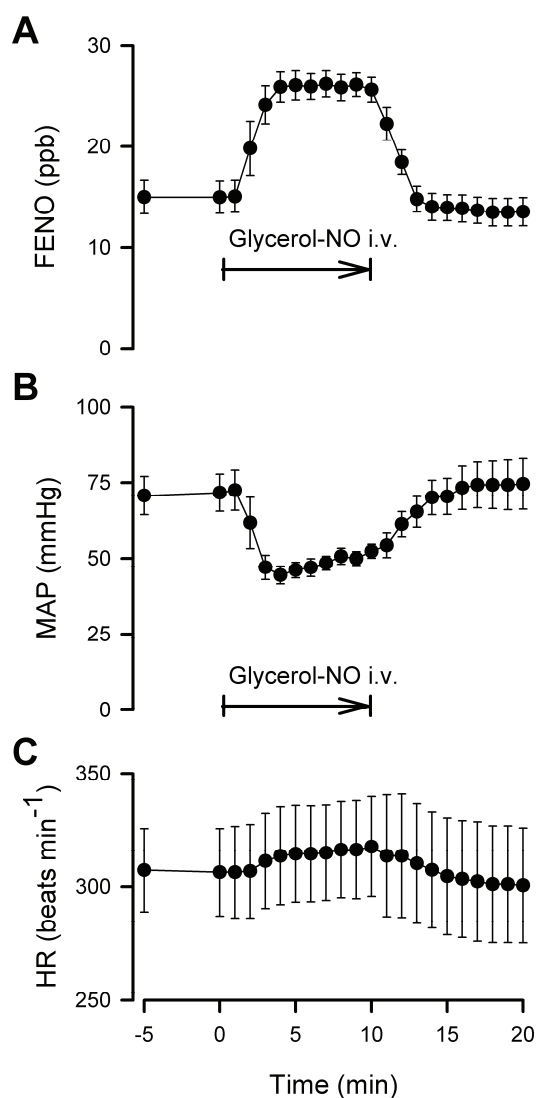 A
30
20
10
0
FENO (ppb)
Glycerol-NO i.v.
B
100
75
50
25
0
MAP (mmHg)
Glycerol-NO i.v.
C
350
300
250
HR (beats min⁻¹)
-5 0 5 10 15 20
Time (min)